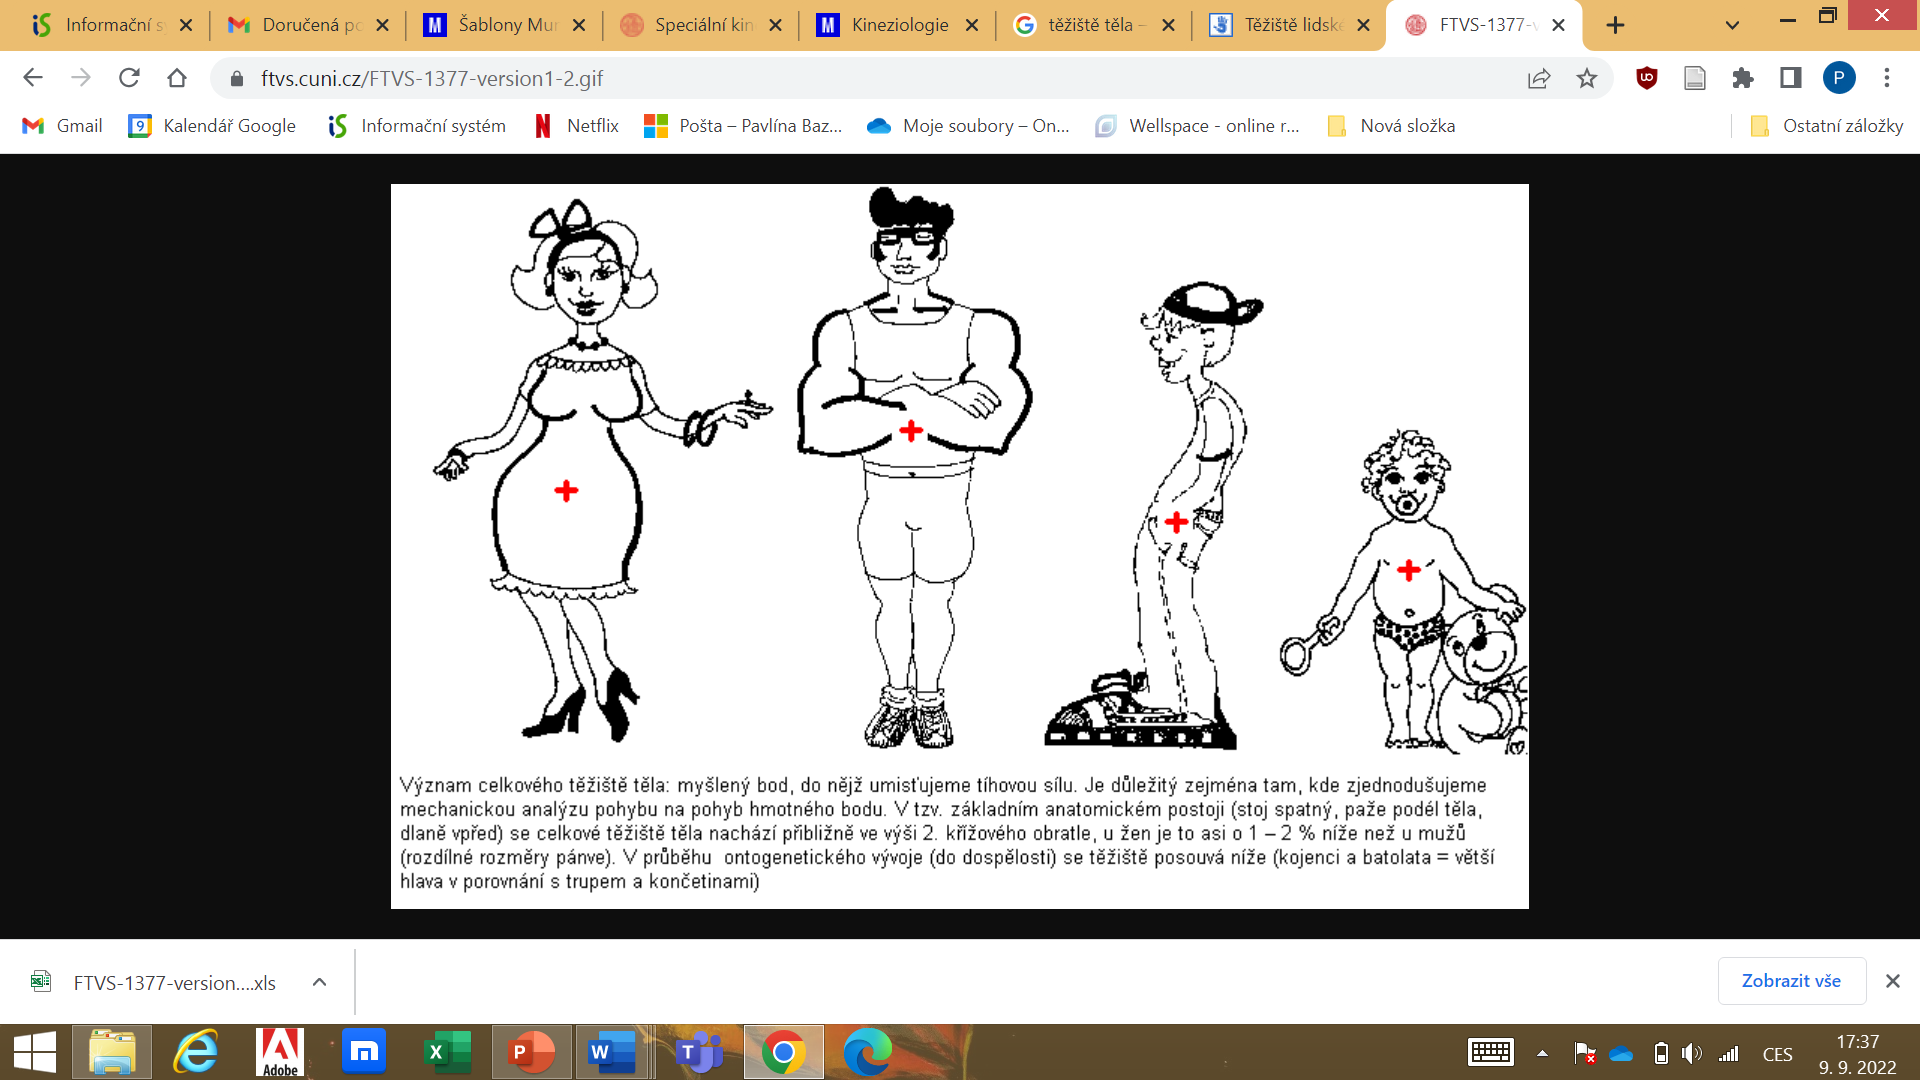 Informační s
Doručená po
Šablony Mun
Speciální kin
Kineziologie
těžiště těla –
Těžiště lidské
FTVS-1377-v
ftvs.cuni.cz/FTVS-1377-version1-2.gif
P
Gmail
9
Kalendář Google
Informační systém
Netflix
Pošta – Pavlína Baz...
Moje soubory – On...
Wellspace - online r...
Nová složka
Ostatní záložky
Význam celkového těžiště těla: myšlený bod, do nějž umisťujeme tíhovou sílu. Je důležitý zejména tam, kde zjednodušujeme
mechanickou analýzu pohybu na pohyb hmotného bodu. V tzv. základním anatomickém postoji (stoj spatný, paže podél těla,
dlaně vpřed) se celkové těžiště těla nachází přibližně ve výši 2. křížového obratle, u žen je to asi o 1 – 2 % níže než u mužů
(rozdílné rozměry pánve). V průběhu ontogenetického vývoje (do dospělosti) se těžiště posouvá níže (kojenci a batolata = větší
hlava v porovnání s trupem a končetinami)
FTVS-1377-version....xls
Zobrazit vše
Adobe
CES
17:37
9. 9. 2022